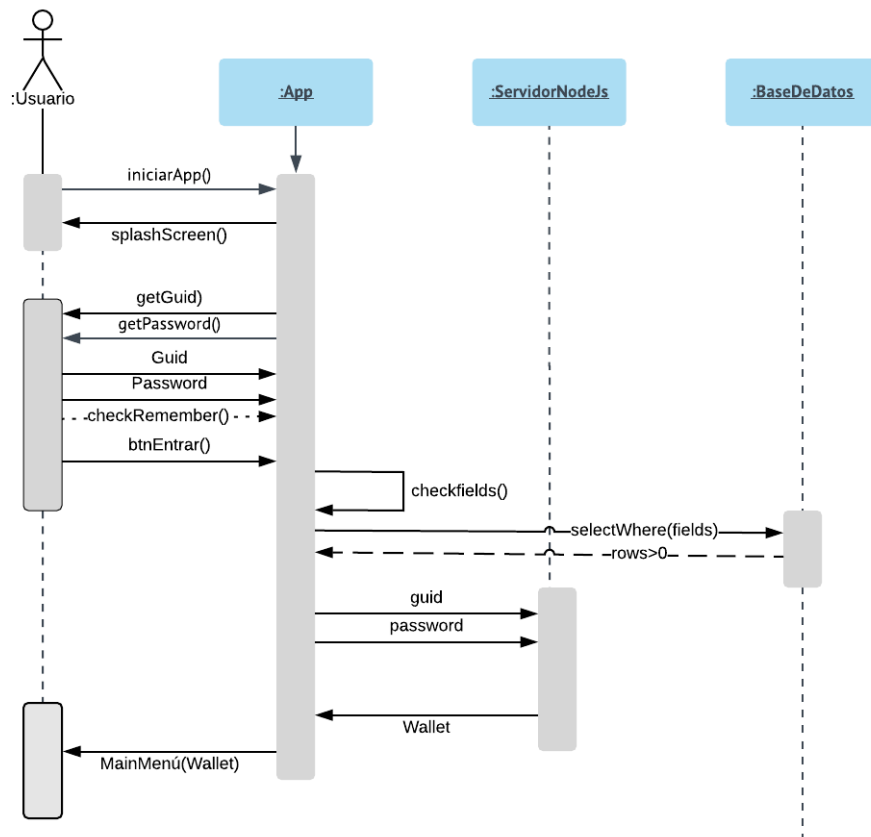 :Usuario
:App
:ServidorNodeJs
:BaseDeDatos
iniciarApp()
splashScreen()
getGuid)
getPassword()
Guid
Password
checkRemember()
btnEntrar()
checkfields()
selectWhere(fields)
rows>0
guid
password
Wallet
MainMenú(Wallet)